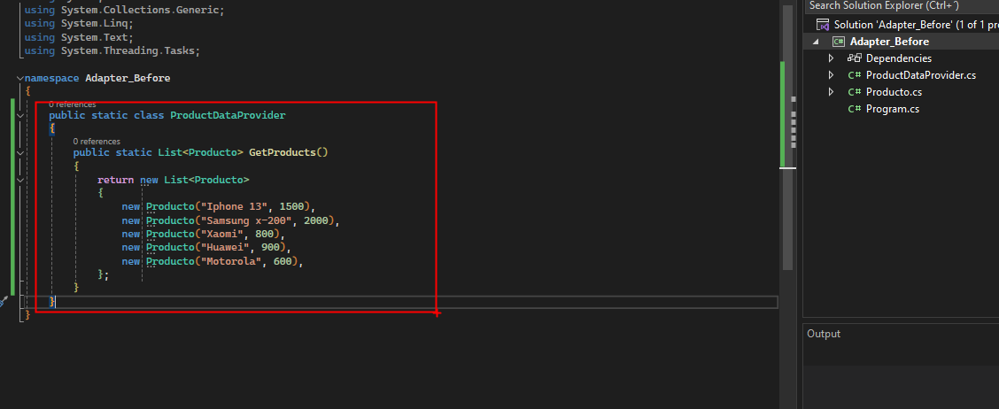 using System.Collections.Generic;
using System.Linq;
using System.Text;
using System.Threading.Tasks;
namespace Adapter_Before
{
0 references
public static class ProductDataProvider
{
0 references
public static List<Producto> GetProducts()
{
return new List<Producto>
{
new Producto("Iphone 13", 1500),
new Producto("Samsung x-200", 2000),
new Producto("Xaomi", 800),
new Producto("Huawei", 900),
new Producto("Motorola", 600),
};
}
}
}
Search Solution Explorer (Ctrl+´)
Solution 'Adapter_Before' (1 of 1 pr
Adapter_Before
Dependencies
C# ProductDataProvider.cs
C# Producto.cs
C# Program.cs
Output